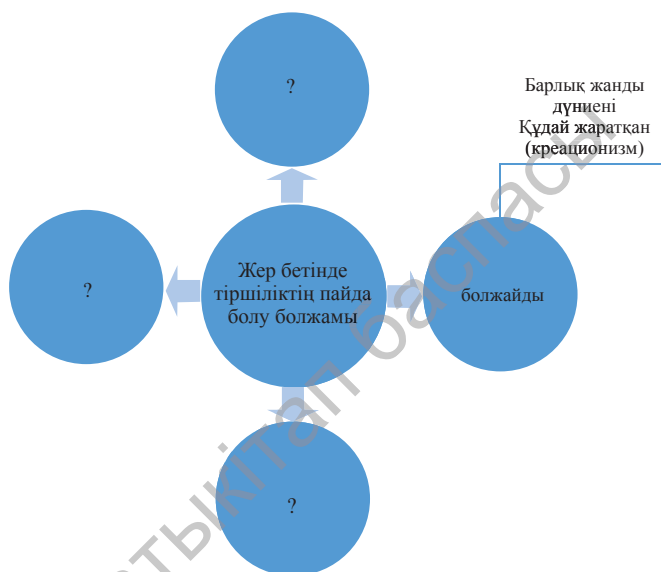 ?
Барлық жанды
дүниені
Құдай жаратқан
(креационизм)
?
Жер бетінде
тіршіліктің пайда
болу болжамы
болжайды
?